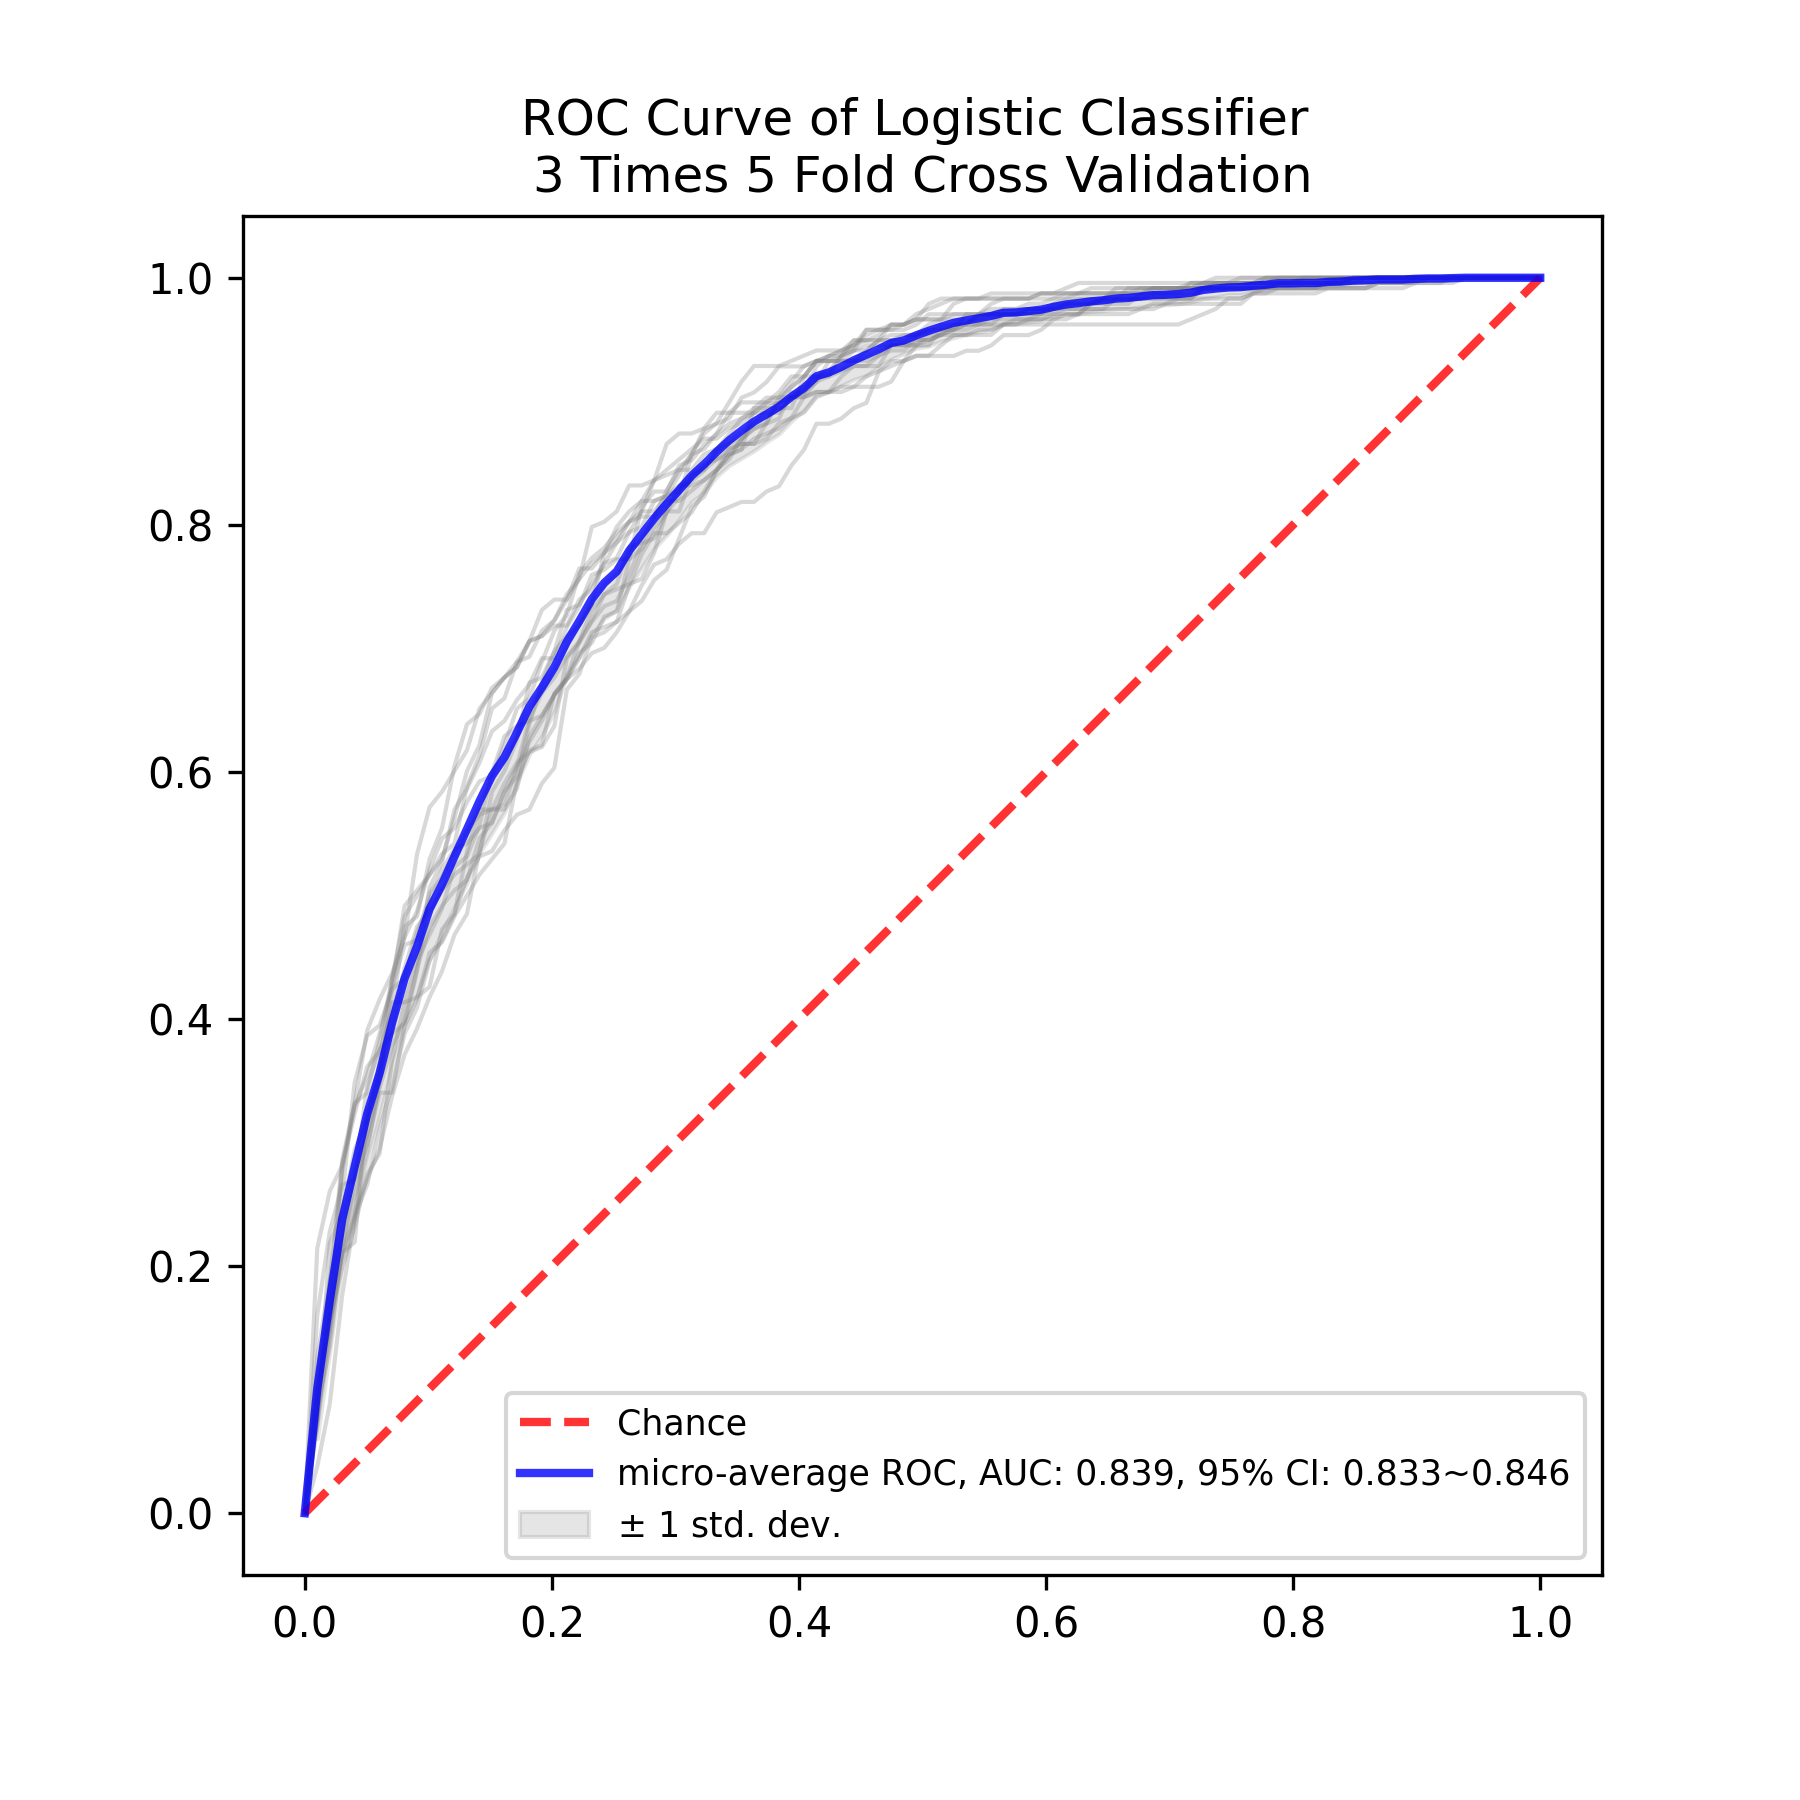 ROC Curve of Logistic Classifier
3 Times 5 Fold Cross Validation
1.0
0.8
0.6
0.4
0.2
0.0
Chance
micro-average ROC, AUC: 0.839, 95% CI: 0.833~0.846
± 1 std. dev.
0.0 0.2 0.4 0.6 0.8 1.0